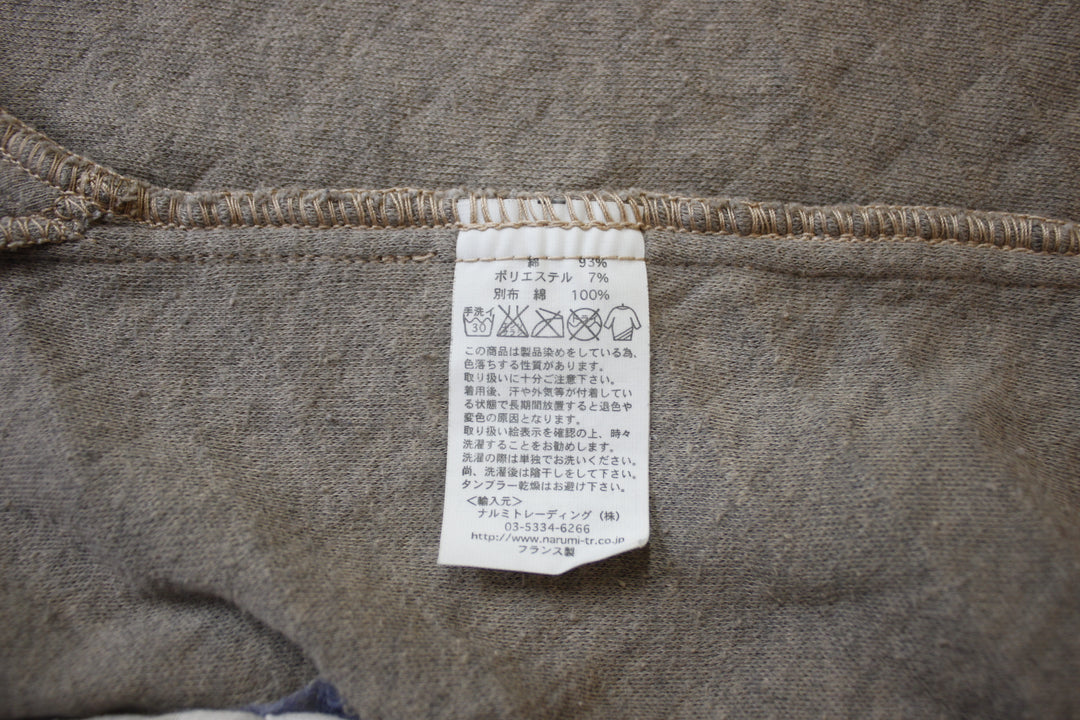 綿 93%
ポリエステル 7%
別布 綿 100%
手洗イ
30
この商品は製品染めをしている為、
色落ちする性質があります。
取り扱いに十分ご注意下さい。
着用後、汗や外気等が付着してい
る状態で長期間放置すると退色や
変色の原因となります。
取り扱い絵表示を確認の上、時々
洗濯することをお勧めします。
洗濯の際は単独でお洗いください。
尚、洗濯後は陰干しをして下さい。
タンブラー乾燥はお避け下さい。
＜輸入元＞
ナルミトレーディング（株）
03-5334-6266
http://www.narumi-tr.co.jp
フランス製